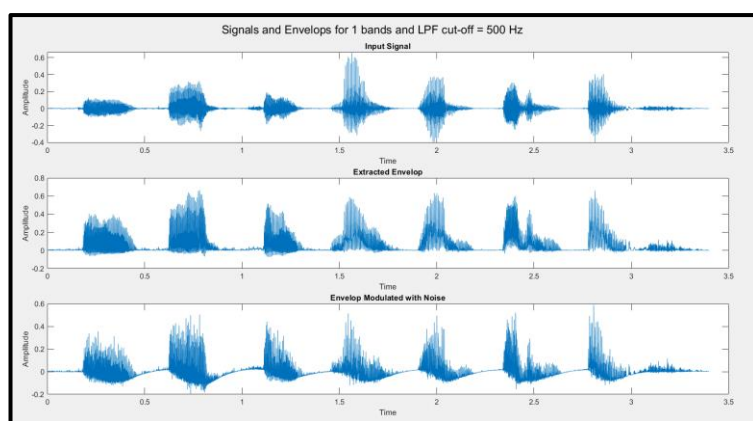 Signals and Envelops for 1 bands and LPF cut-off = 500 Hz
Input Signal
Amplitude
0.6
0.4
0.2
0
-0.2
-0.4
0 0.5 1 1.5 2 2.5 3 3.5
Time
Extracted Envelop
Amplitude
0.8
0.6
0.4
0.2
0
-0.2
0 0.5 1 1.5 2 2.5 3 3.5
Time
Envelop Modulated with Noise
Amplitude
0.6
0.4
0.2
0
-0.2
0 0.5 1 1.5 2 2.5 3 3.5
Time